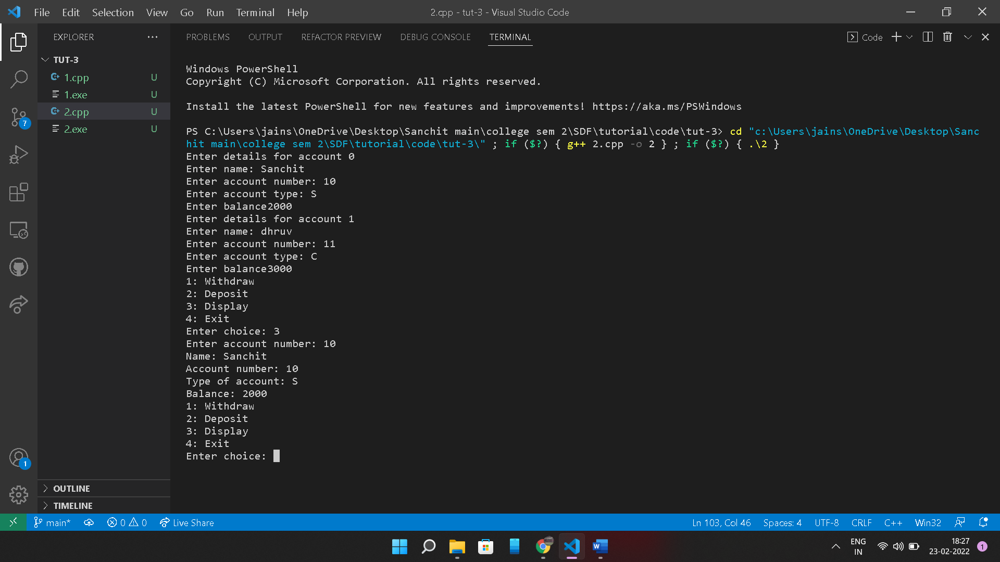 File Edit Selection View Go Run Terminal Help
2.cpp - tut-3 - Visual Studio Code
EXPLORER
PROBLEMS OUTPUT REFACTOR PREVIEW DEBUG CONSOLE TERMINAL
Code
TUT-3
1.cpp U
1.exe U
2.cpp U
2.exe U
7
1
OUTLINE
TIMELINE
Windows PowerShell
Copyright (C) Microsoft Corporation. All rights reserved.
Install the latest PowerShell for new features and improvements! https://aka.ms/PSWindows
PS C:\Users\jains\OneDrive\Desktop\Sanchit main\college sem 2\SDF\tutorial\code\tut-3> cd "c:\Users\jains\OneDrive\Desktop\Sanc
hit main\college sem 2\SDF\tutorial\code\tut-3\" ; if ($?) { g++ 2.cpp -o 2 } ; if ($?) { .\2 }
Enter details for account 0
Enter name: Sanchit
Enter account number: 10
Enter account type: S
Enter balance2000
Enter details for account 1
Enter name: dhruv
Enter account number: 11
Enter account type: C
Enter balance3000
1: Withdraw
2: Deposit
3: Display
4: Exit
Enter choice: 3
Enter account number: 10
Name: Sanchit
Account number: 10
Type of account: S
Balance: 2000
1: Withdraw
2: Deposit
3: Display
4: Exit
Enter choice:
main* 0 0 Live Share
Ln 103, Col 46 Spaces: 4 UTF-8 CRLF C++ Win32
ENG
IN
18:27
23-02-2022
1